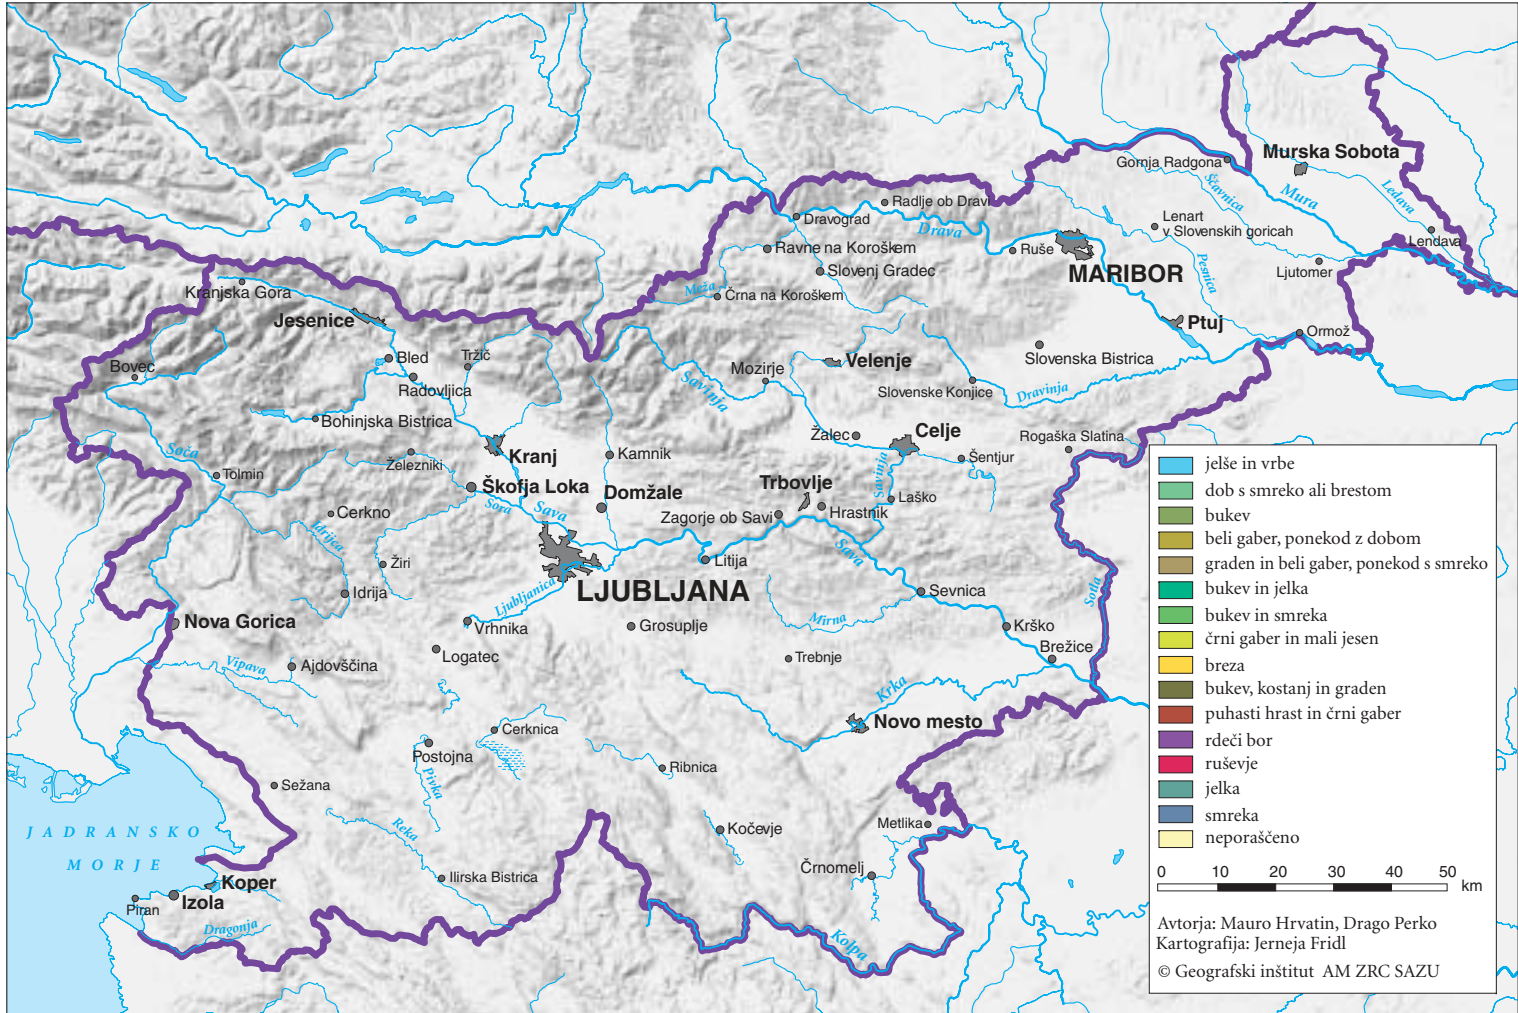 Murska Sobota
Gornja Radgona
Ščavnica
Mura
Ledava
Radlje ob Dravi
Dravograd
Drava
Lenart
v Slovenskih goricah
Lendava
Ravne na Koroškem
Ruše
MARIBOR
Pesnica
Ljutomer
Slovenj Gradec
Kranjska Gora
Meža
Črna na Koroškem
Jesenice
Ptuj
Ormož
Bovec
Bled
Tržič
Radovljica
Mozirje
Velenje
Slovenska Bistrica
Savinja
Slovenske Konjice
Dravinja
Bohinjska Bistrica
Soča
Železniki
Kranj
Kamnik
Žalec
Celje
Šentjur
Rogaška Slatina
Tolmin
Škofja Loka
Domžale
Trbovlje
Savinja
Laško
Cerkno
Sora
Sava
Zagorje ob Savi
Hrastnik
Idrijca
Žiri
Litija
Sava
Idrija
Ljubljanica
LJUBLJANA
Sevnica
Sotla
Nova Gorica
Vrhnika
Grosuplje
Mirna
Krško
Logatec
Trebnje
Brežice
Vipava
Ajdovščina
Krka
Cerknica
Novo mesto
Postojna
Pivka
Ribnica
Sežana
JADRANSKO
MORJE
Reka
Kočevje
Metlika
Črnomelj
Koper
Izola
Piran
Ilirska Bistrica
Dragonja
Kolpa
jelše in vrbe
dob s smreko ali brestom
bukev
beli gaber, ponekod z dobom
graden in beli gaber, ponekod s smreko
bukev in jelka
bukev in smreka
črni gaber in mali jesen
breza
bukev, kostanj in graden
puhasti hrast in črni gaber
rdeči bor
ruševje
jelka
smreka
neporaščeno
0 10 20 30 40 50 km
Avtorja: Mauro Hrvatin, Drago Perko
Kartografija: Jerneja Fridl
© Geografski inštitut AM ZRC SAZU